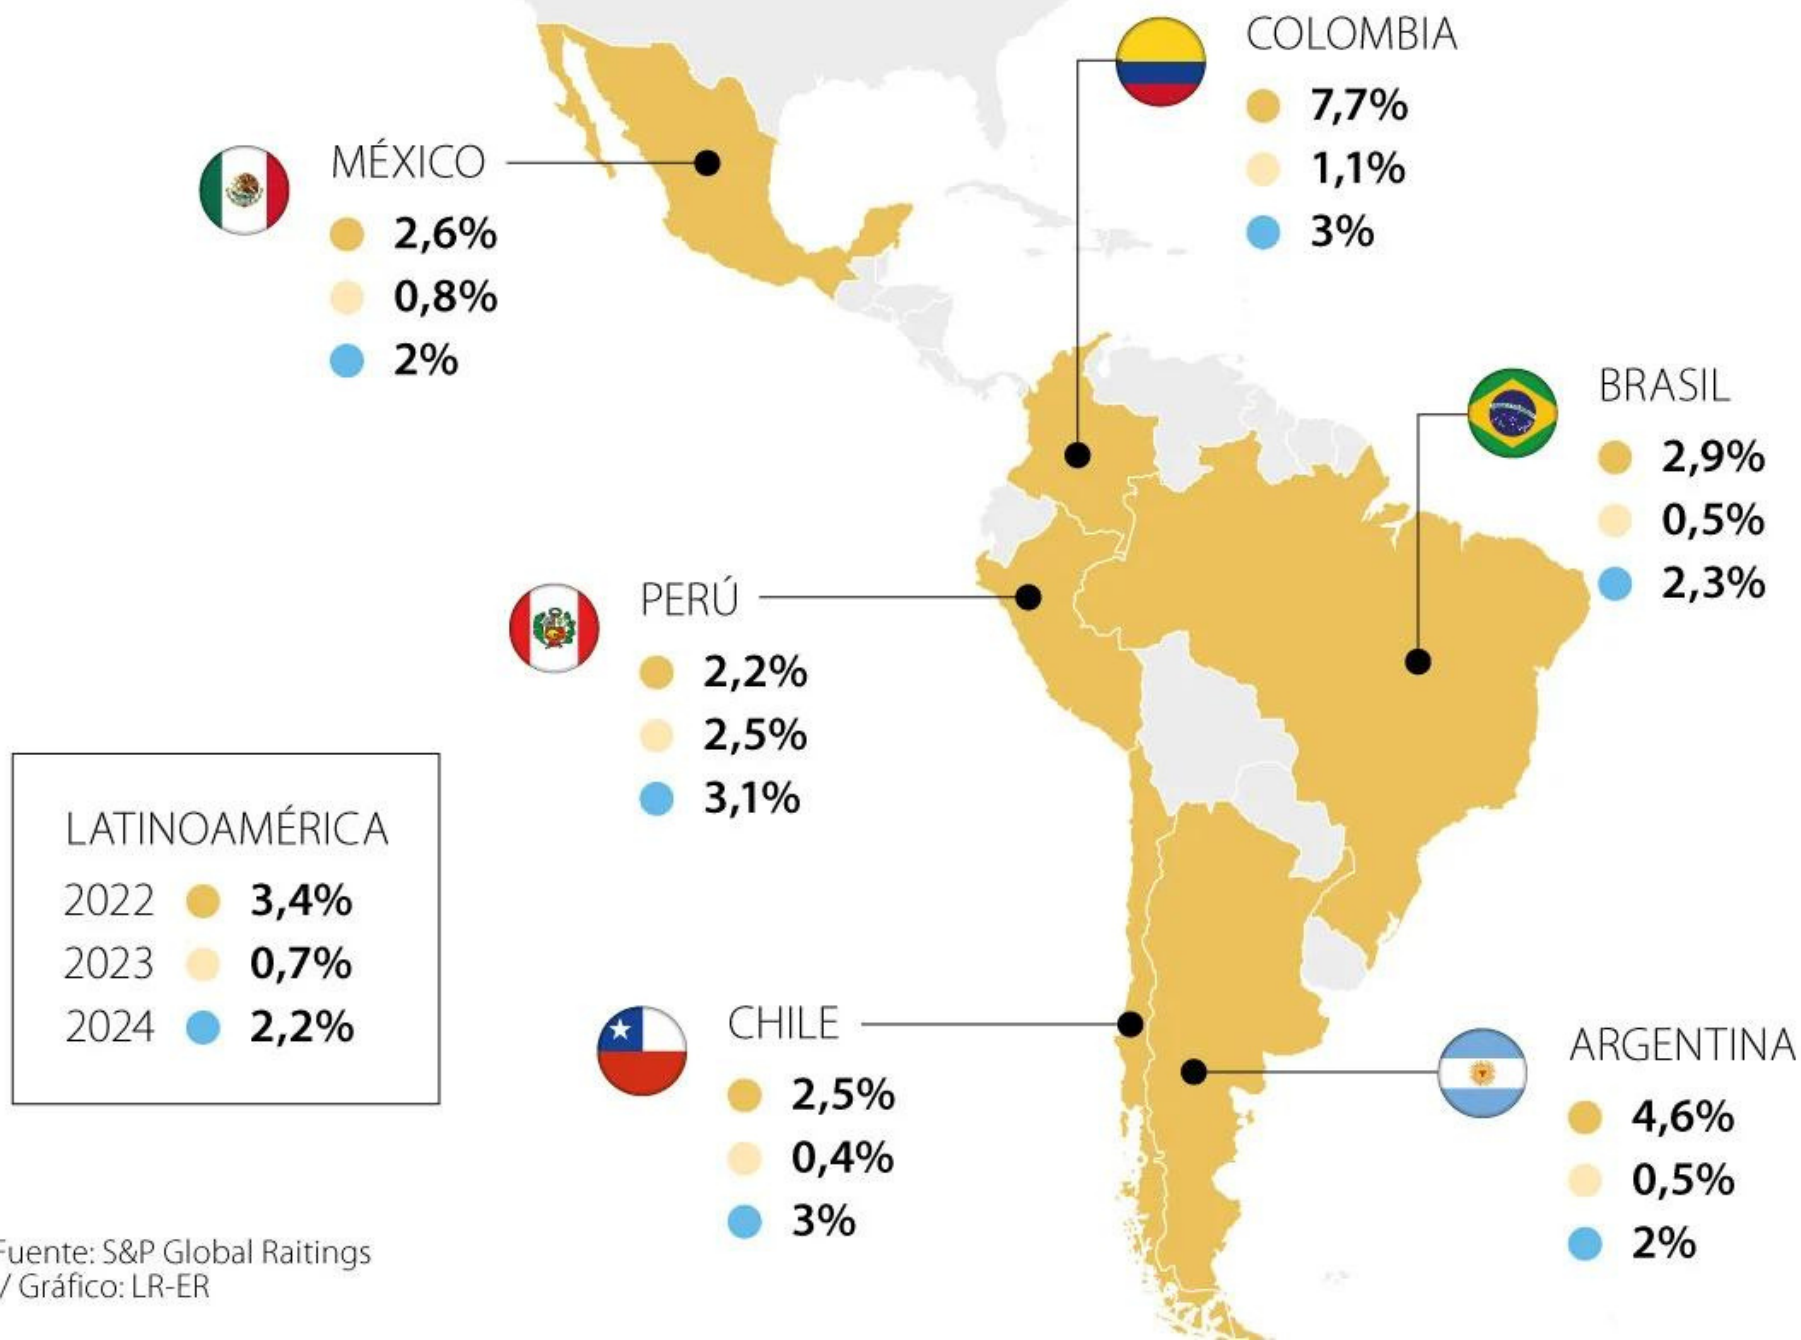 COLOMBIA
7,7%
1,1%
3%
MÉXICO
2,6%
0,8%
2%
BRASIL
2,9%
0,5%
2,3%
PERÚ
2,2%
2,5%
3,1%
LATINOAMÉRICA
2022 3,4%
2023 0,7%
2024 2,2%
CHILE
2,5%
0,4%
3%
ARGENTINA
4,6%
0,5%
2%
Fuente: S&P Global Raitings
/ Gráfico: LR-ER